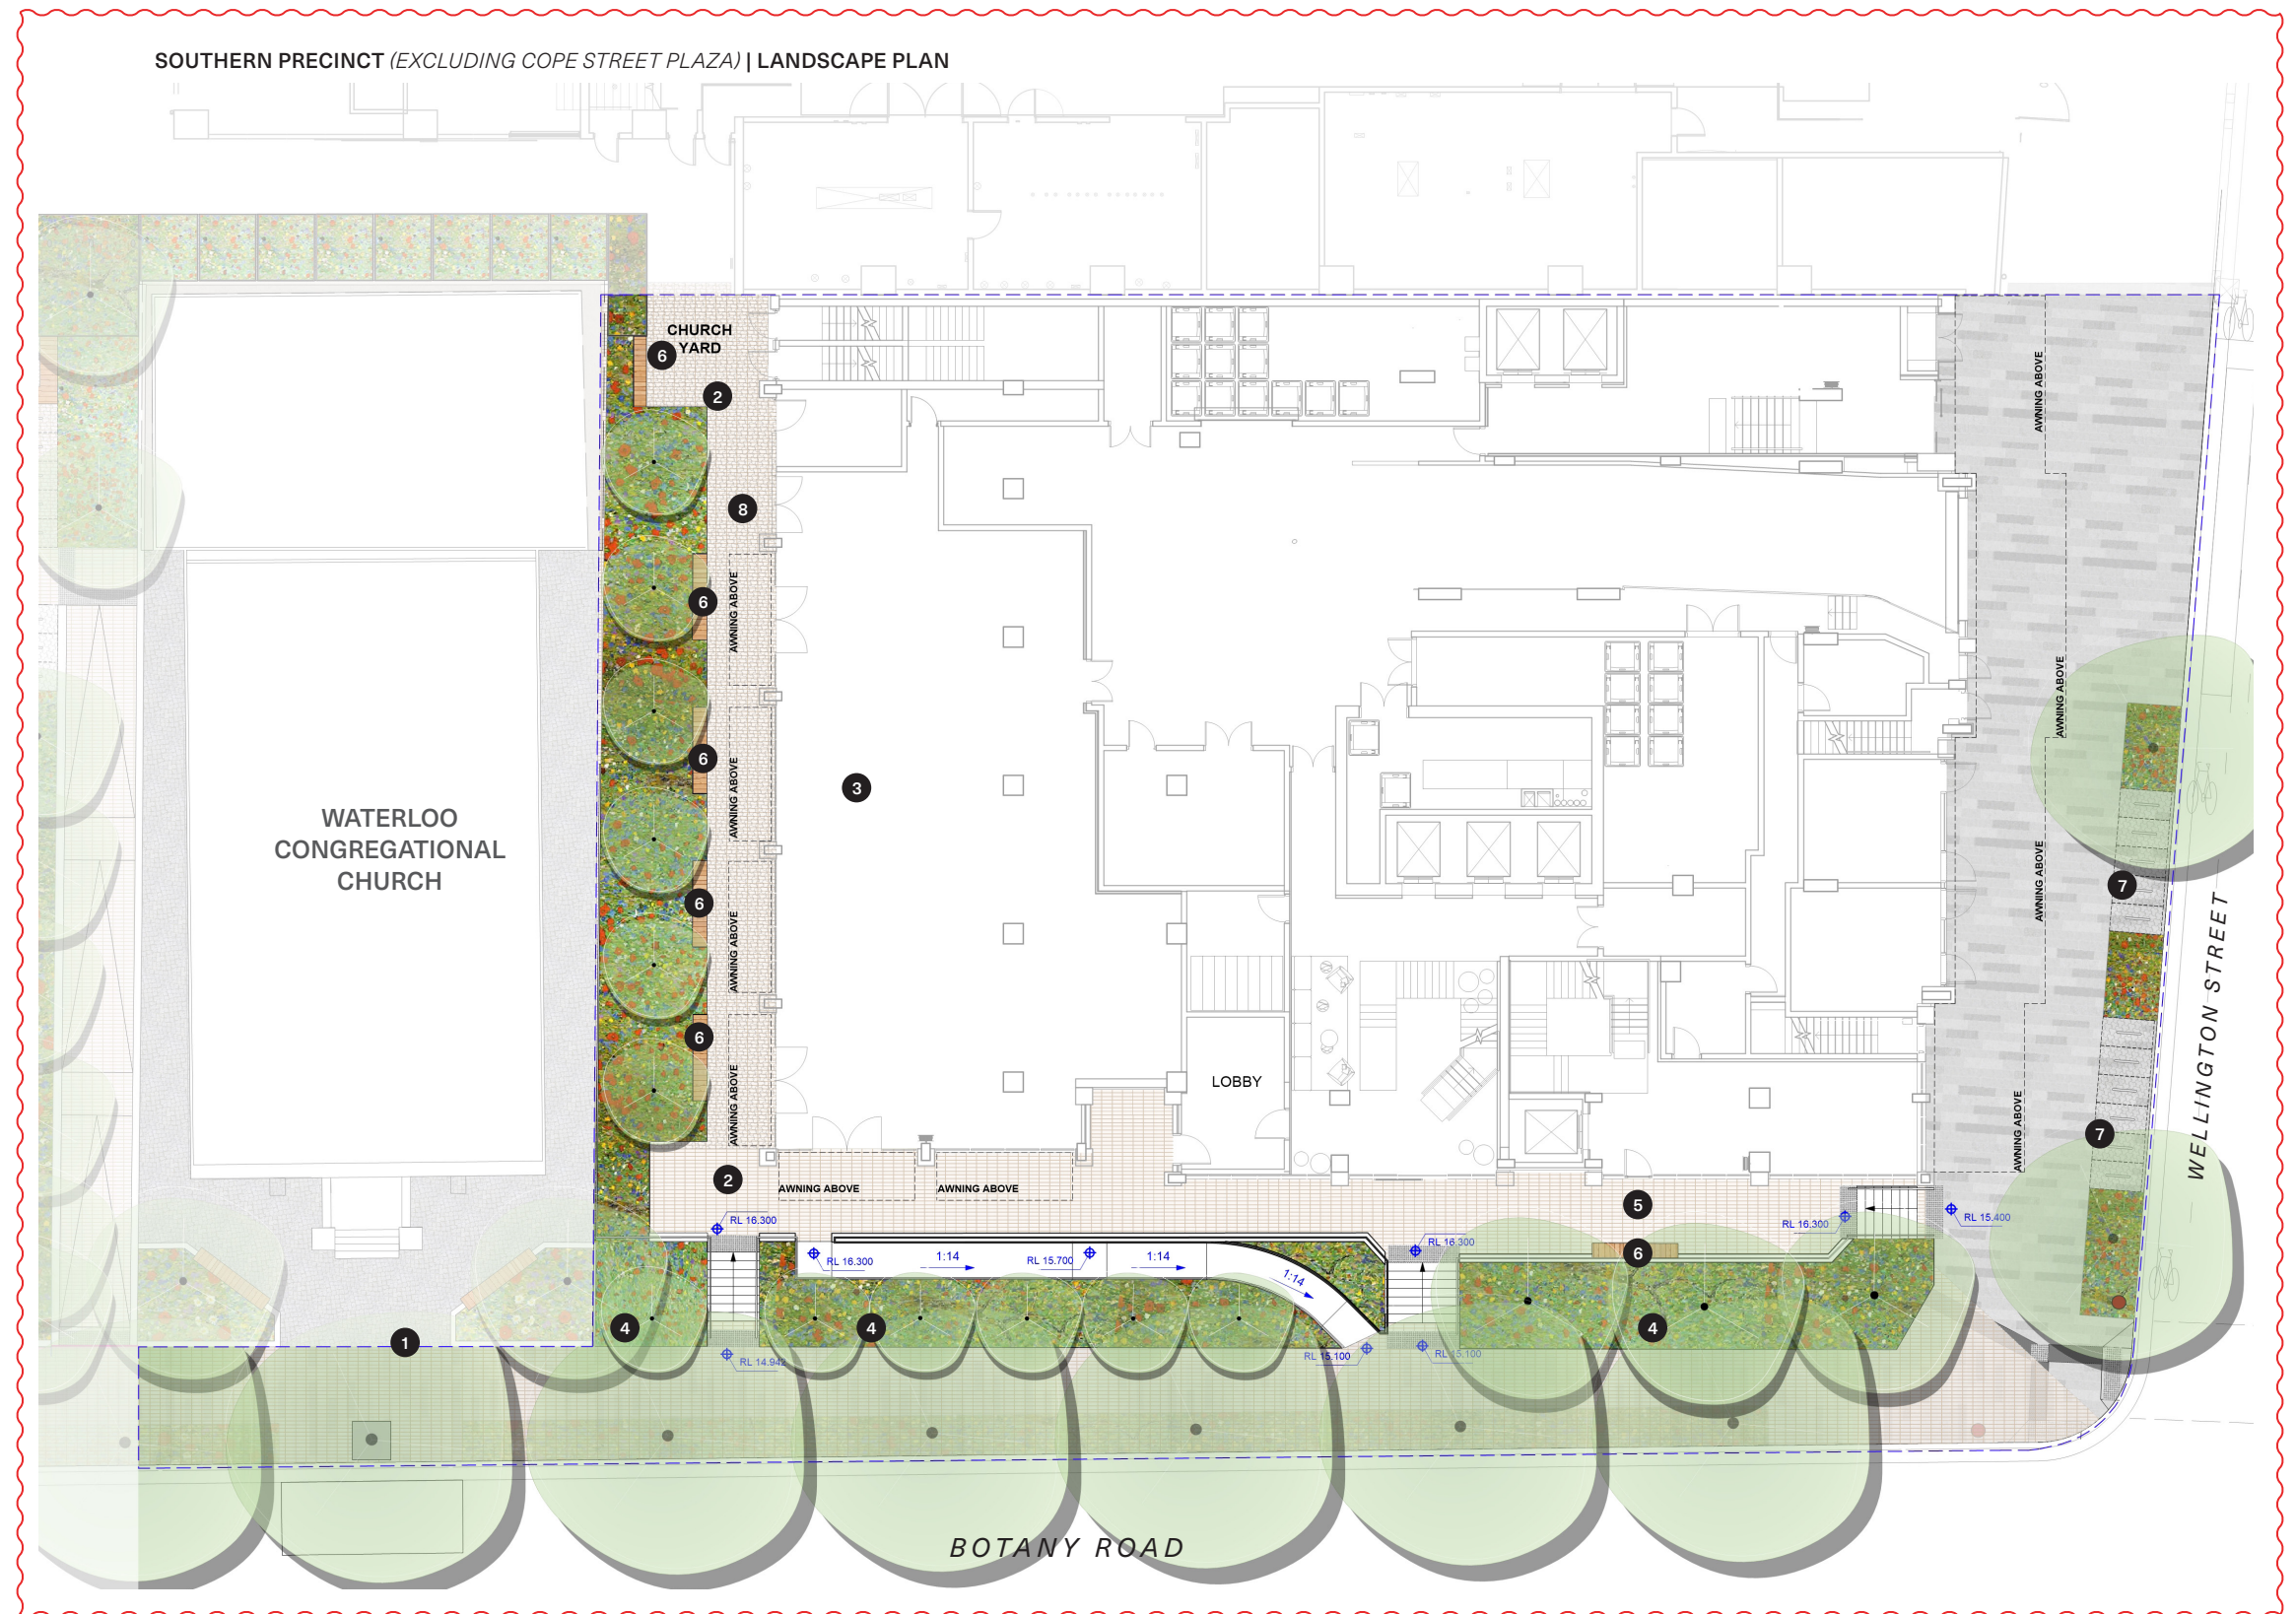 SOUTHERN PRECINCT (EXCLUDING COPE STREET PLAZA) | LANDSCAPE PLAN
CHURCH
YARD
6
2
8
AWNING ABOVE
AWNING ABOVE
6
AWNING ABOVE
6
3
AWNING ABOVE
WATERLOO
CONGREGATIONAL
CHURCH
AWNING ABOVE
7
6
AWNING ABOVE
WELLINGTON STREET
6
AWNING ABOVE
LOBBY
AWNING ABOVE
7
2
AWNING ABOVE
AWNING ABOVE
5
RL 16.300
RL 16.300
RL 15.400
RL 16.300
1:14
RL 15.700
1:14
RL 16.300
6
1:14
4
4
4
1
RL 14.942
RL 15.100
RL 15.100
BOTANY ROAD